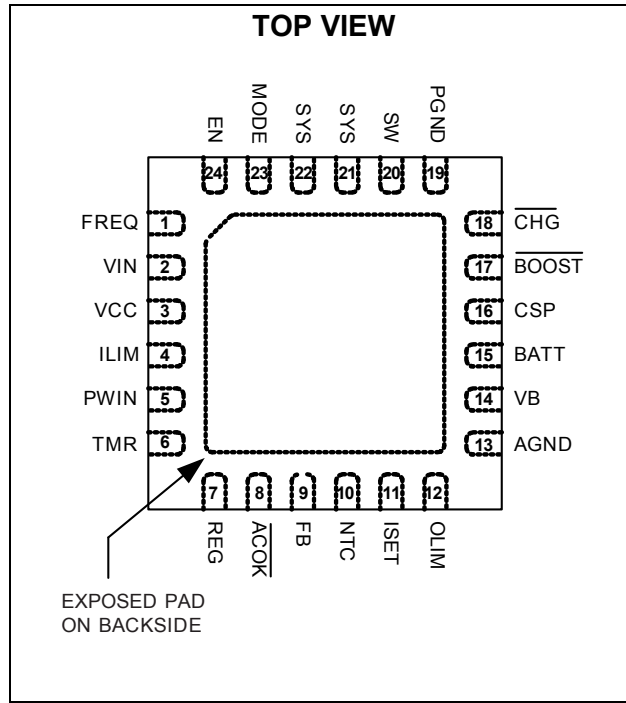 TOP VIEW
EN
MODE
SYS
SYS
SW
PGND
24
23
22
21
20
19
FREQ 1
VIN 2
VCC 3
ILIM 4
PWIN 5
TMR 6
18 CHG
17 BOOST
16 CSP
15 BATT
14 VB
13 AGND
7
8
9
10
11
12
REG
ACOK
FB
NTC
ISET
OLIM
EXPOSED PAD
ON BACKSIDE